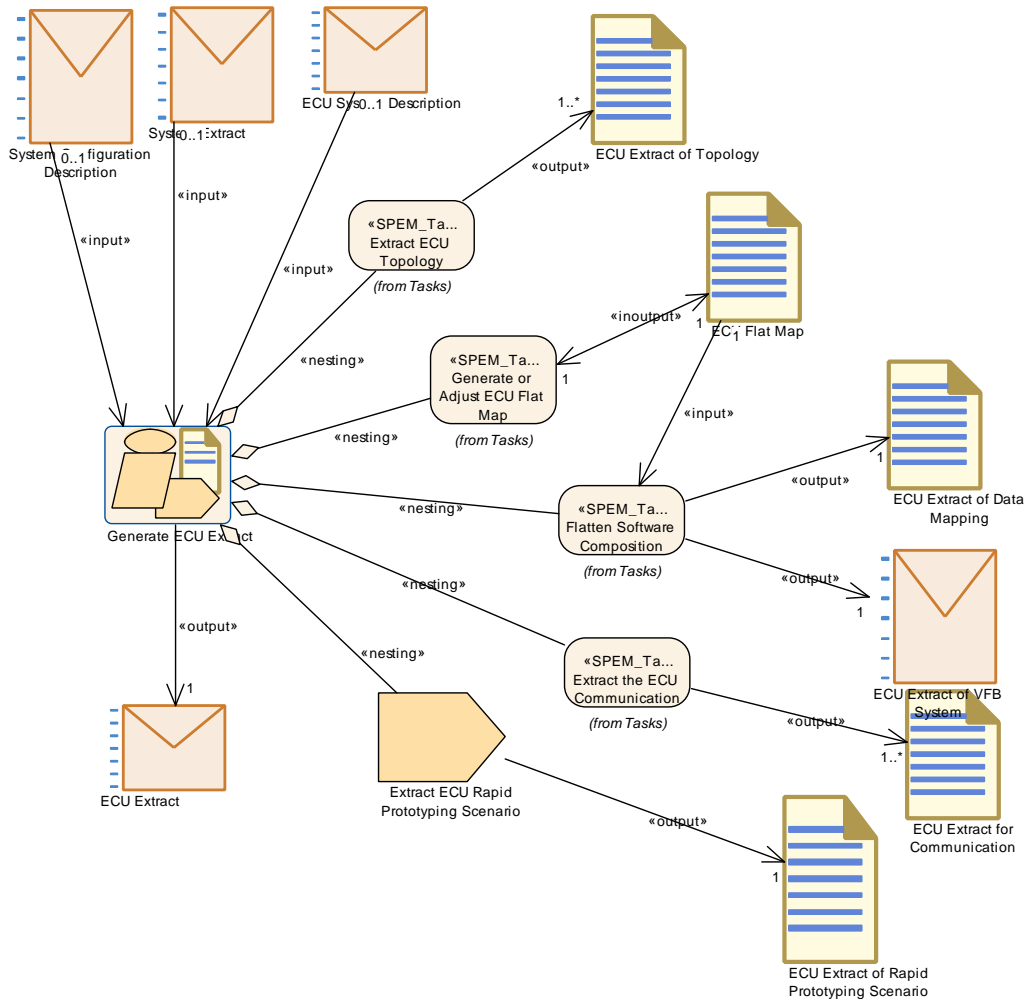 System
figuration
0..1
Description
Syste
Extract
0..1
ECU Sys
Description
0..1
«input»
«input»
«input»
1..*
«output»
ECU Extract of Topology
«SPEM_Ta...
Extract ECU
Topology
(from Tasks)
«nesting»
«inoutput»
1
1
ECU Flat Map
1
«SPEM_Ta...
Generate or
Adjust ECU Flat
Map
(from Tasks)
«nesting»
«input»
Generate ECU Extract
«nesting»
«SPEM_Ta...
Flatten Software
Composition
(from Tasks)
«output»
1
ECU Extract of Data
Mapping
«output»
1
ECU Extract of VFB
System
«nesting»
«SPEM_Ta...
Extract the ECU
Communication
(from Tasks)
«output»
1..*
ECU Extract for
Communication
«output»
1
ECU Extract
«nesting»
Extract ECU Rapid
Prototyping Scenario
«output»
1
ECU Extract of Rapid
Prototyping Scenario